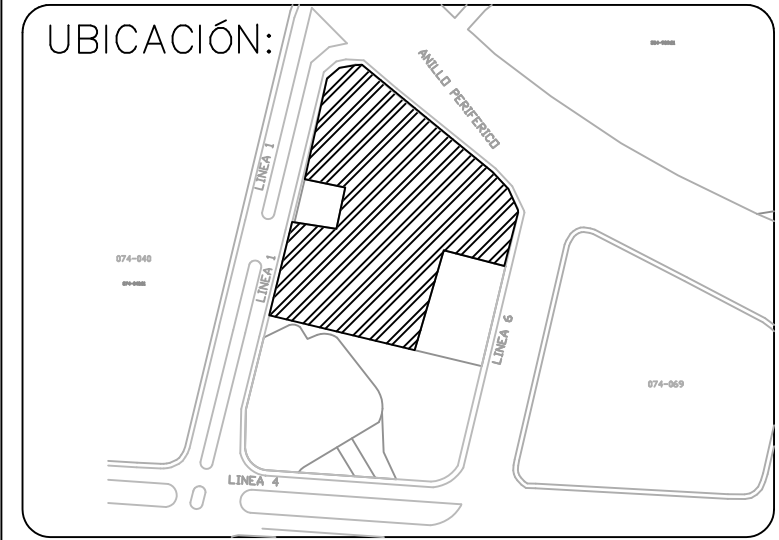 UBICACIÓN:
ANILLO PERIFERICO
LINEA 1
074-040
LINEA 1
LINEA 6
074-069
LINEA 4